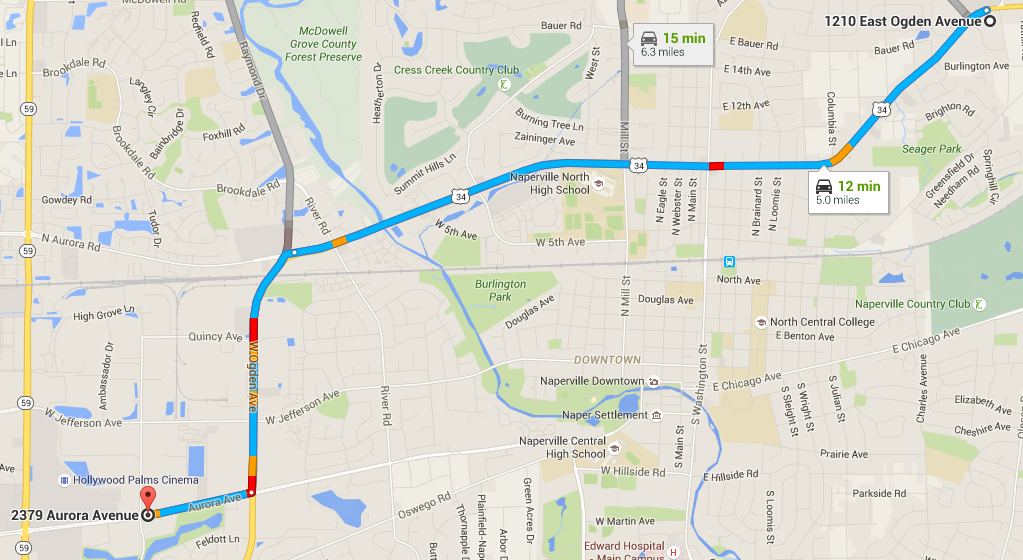 1210 East Ogden Avenue
Bauer Rd
15 min
6.3 miles
McDowell
Grove County
Forest Preserve
Redfield Rd
Raymond Dr
E Bauer Rd
Bauer Rd
Burlington Ave
West St
Cress Creek Country Club
Brookdale Rd
E 14th Ave
Langley Cir
Heatherton Dr
59
34
E 12th Ave
Columbia St
Brighton Rd
Bainbridge Dr
Burning Tree Ln
Foxhill Rd
Brookdale Rd
Zaininger Ave
Mill St
Seager Park
Summit Hills Ln
34
Springhill Cir
Greensfield Dr
Needham Rd
12 min
5.0 miles
Naperville North
High School
Brookdale Rd
34
Gowdey Rd
River Rd
N Eagle St
N Webster St
N Main St
N Brainard St
N Loomis St
Tudor Dr
W 5th Ave
W 5th Ave
N Aurora Rd
59
North Ave
Burlington
Park
Douglas Ave
Douglas Ave
N Mill St
Naperville Country Club
High Grove Ln
North Central College
E Benton Ave
Quincy Ave
E Chicago Ave
W Ogden Ave
DOWNTOWN
Ambassador Dr
Naperville Downtown
E Chicago Ave
S Washington St
River Rd
59
W Jefferson Ave
W Jefferson Ave
Naper Settlement
S Sleight St
S Wright St
S Julian St
Charles Avenue
Elizabeth Ave
Cheshire Ave
Naperville Central
High School
S Main St
Prairie Ave
W Hillside Rd
E Hillside Rd
Hollywood Palms Cinema
Parkside Rd
Aurora Ave
Oswego Rd
Green Acres Dr
S Loomis St
2379 Aurora Avenue
W Martin Ave
Feldott Ln
59
Edward Hospital
- Main Campus